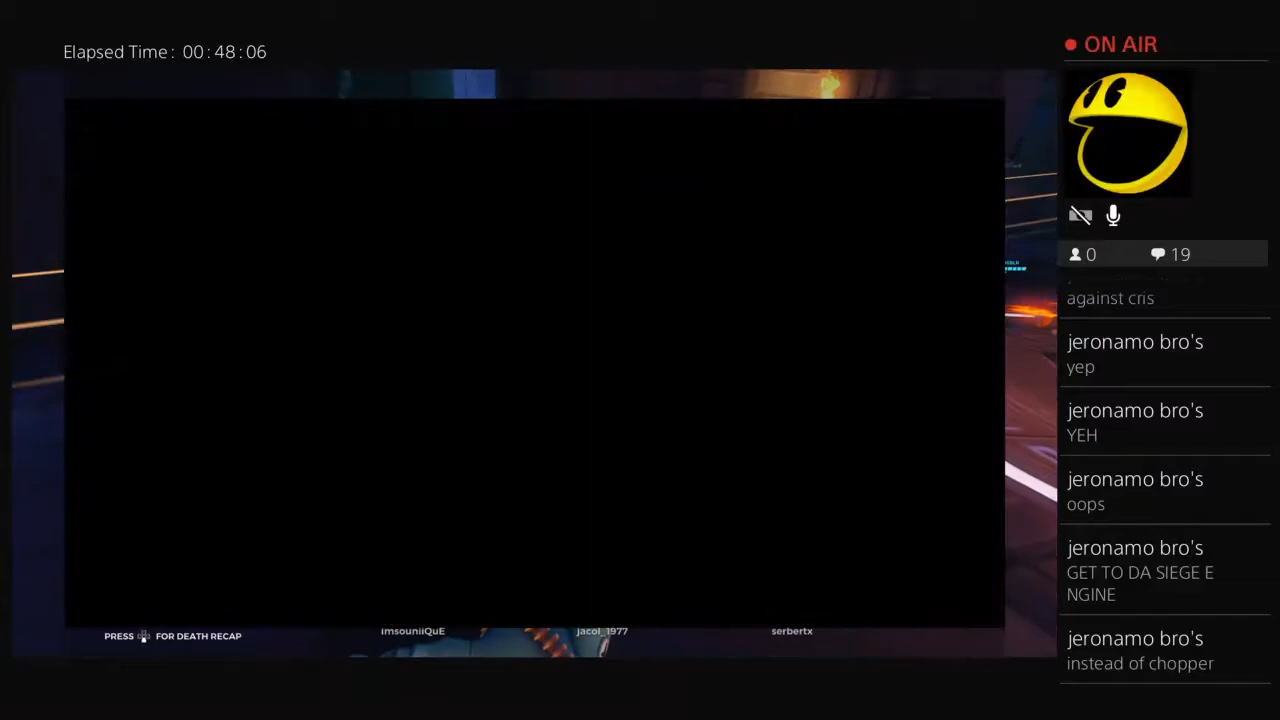 Elapsed Time: 00:48:06
ON AIR
0 19
against cris
jeronamo bro's
yep
jeronamo bro's
YEH
jeronamo bro's
oops
jeronamo bro's
GET TO DA SIEGE E
NGINE
jeronamo bro's
instead of chopper
PRESS FOR DEATH RECAP
imsouniiQuE
jacol_1977
serbertx